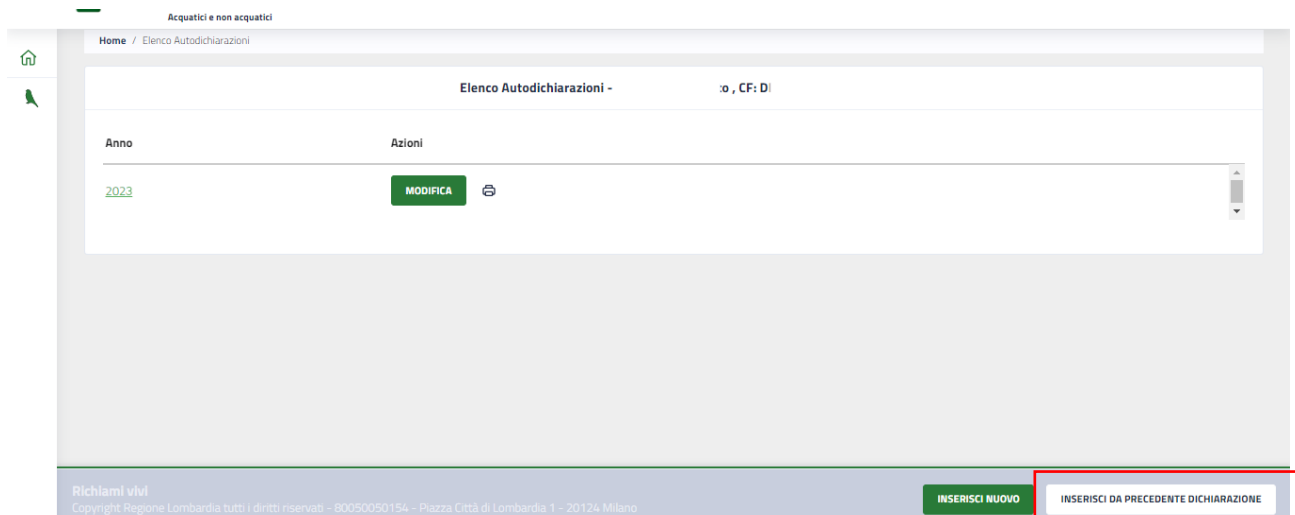 Acquatici e non acquatici
Home / Elenco Autodichiarazioni
Elenco Autodichiarazioni - :o , CF: D
Anno Azioni
2023 MODIFICA
Richiami vivi
Copyright Regione Lombardia tutti i diritti riservati - 80050050154 - Piazza Città di Lombardia 1 - 20124 Milano
INSERISCI NUOVO INSERISCI DA PRECEDENTE DICHIARAZIONE